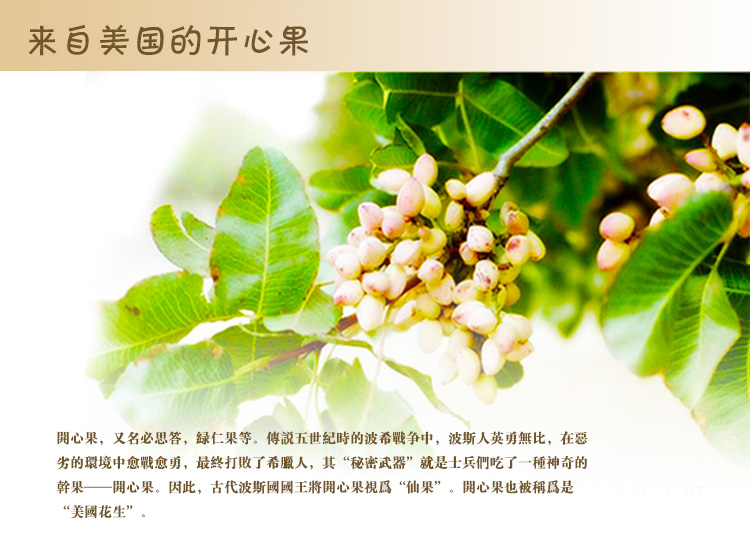 来自美国的开心果
開心果，又名必思答，緑仁果等。傳説五世紀時的波希戰争中，波斯人英勇無比，在惡
劣的環境中愈戰愈勇，最終打敗了希臘人，其“秘密武器”就是士兵們吃了一種神奇的
幹果——開心果。因此，古代波斯國國王將開心果視爲“仙果”。開心果也被稱爲是
“美國花生”。